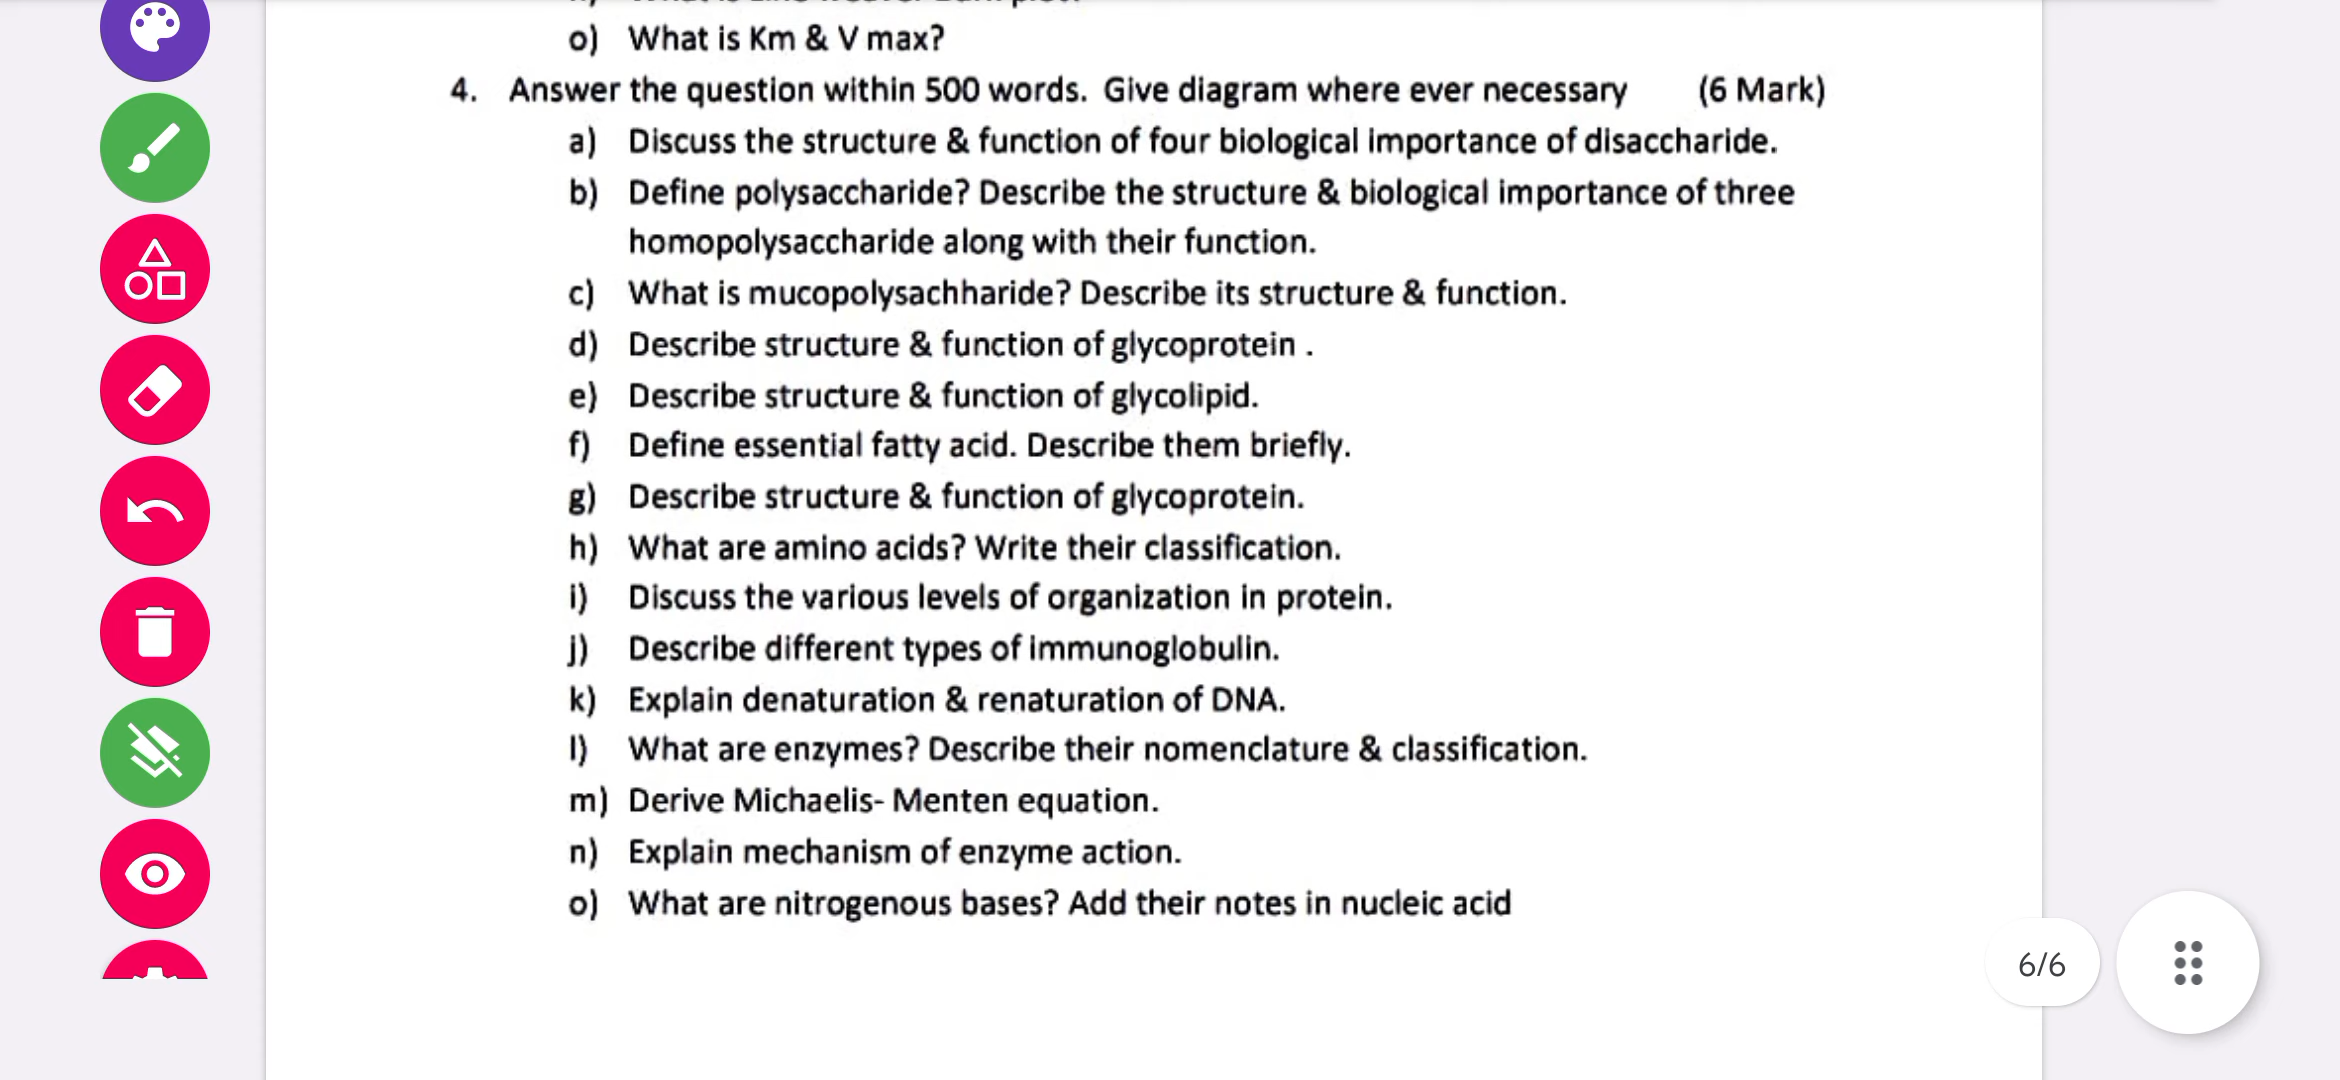 o) What is Km & V max?
4. Answer the question within 500 words. Give diagram where ever necessary (6 Mark)
a) Discuss the structure & function of four biological importance of disaccharide.
b) Define polysaccharide? Describe the structure & biological importance of three
homopolysaccharide along with their function.
c) What is mucopolysachharide? Describe its structure & function.
d) Describe structure & function of glycoprotein .
e) Describe structure & function of glycolipid.
f) Define essential fatty acid. Describe them briefly.
g) Describe structure & function of glycoprotein.
h) What are amino acids? Write their classification.
i) Discuss the various levels of organization in protein.
j) Describe different types of immunoglobulin.
k) Explain denaturation & renaturation of DNA.
l) What are enzymes? Describe their nomenclature & classification.
m) Derive Michaelis- Menten equation.
n) Explain mechanism of enzyme action.
o) What are nitrogenous bases? Add their notes in nucleic acid
6/6